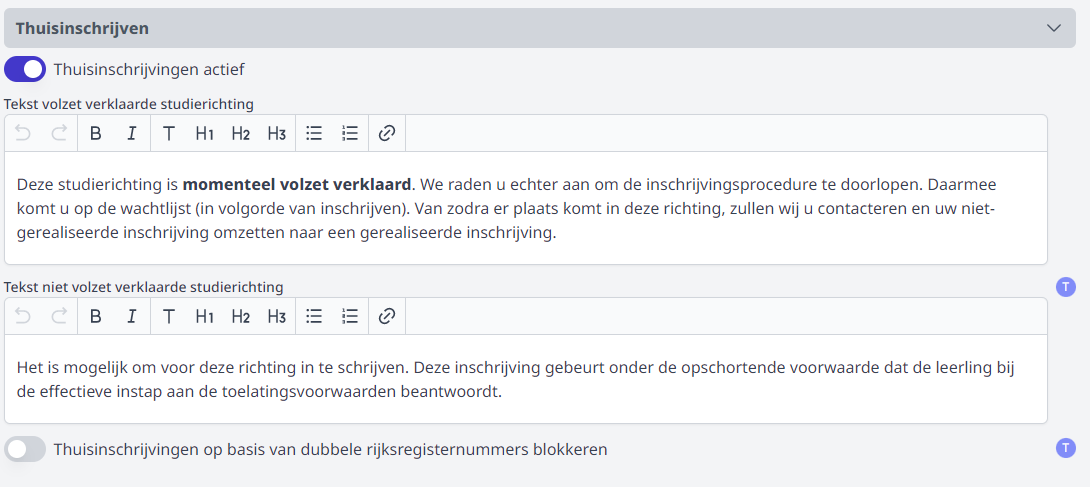 Thuisinschrijven
Thuisinschrijvingen actief
Tekst volzet verklaarde studierichting
B I T H1 H2 H3
Deze studierichting is momenteel volzet verklaard. We raden u echter aan om de inschrijvingsprocedure te doorlopen. Daarmee
komt u op de wachtlijst (in volgorde van inschrijven). Van zodra er plaats komt in deze richting, zullen wij u contacteren en uw niet-
gerealiseerde inschrijving omzetten naar een gerealiseerde inschrijving.
Tekst niet volzet verklaarde studierichting T
B I T H1 H2 H3
Het is mogelijk om voor deze richting in te schrijven. Deze inschrijving gebeurt onder de opschortende voorwaarde dat de leerling bij
de effectieve instap aan de toelatingsvoorwaarden beantwoordt.
Thuisinschrijvingen op basis van dubbele rijksregisternummers blokkeren T